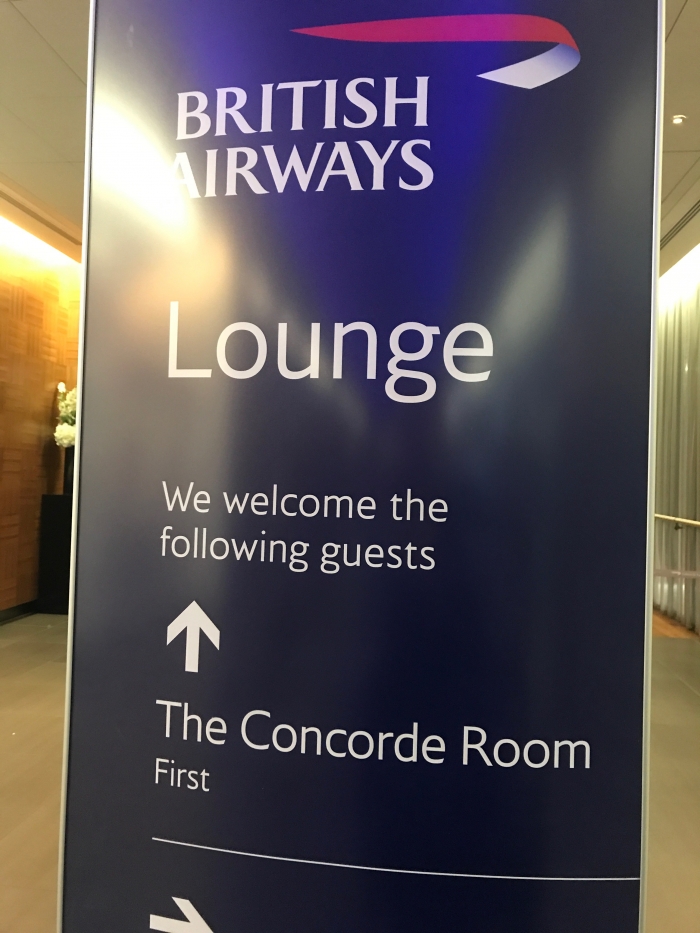 BRITISH
AIRWAYS
Lounge
We welcome the
following guests
The Concorde Room
First